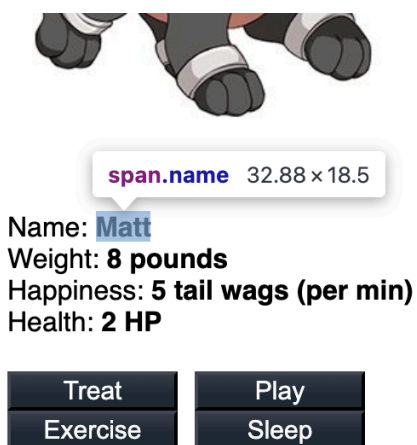 span.name 32.88 × 18.5
Name: Matt
Weight: 8 pounds
Happiness: 5 tail wags (per min)
Health: 2 HP
Treat Play
Exercise Sleep